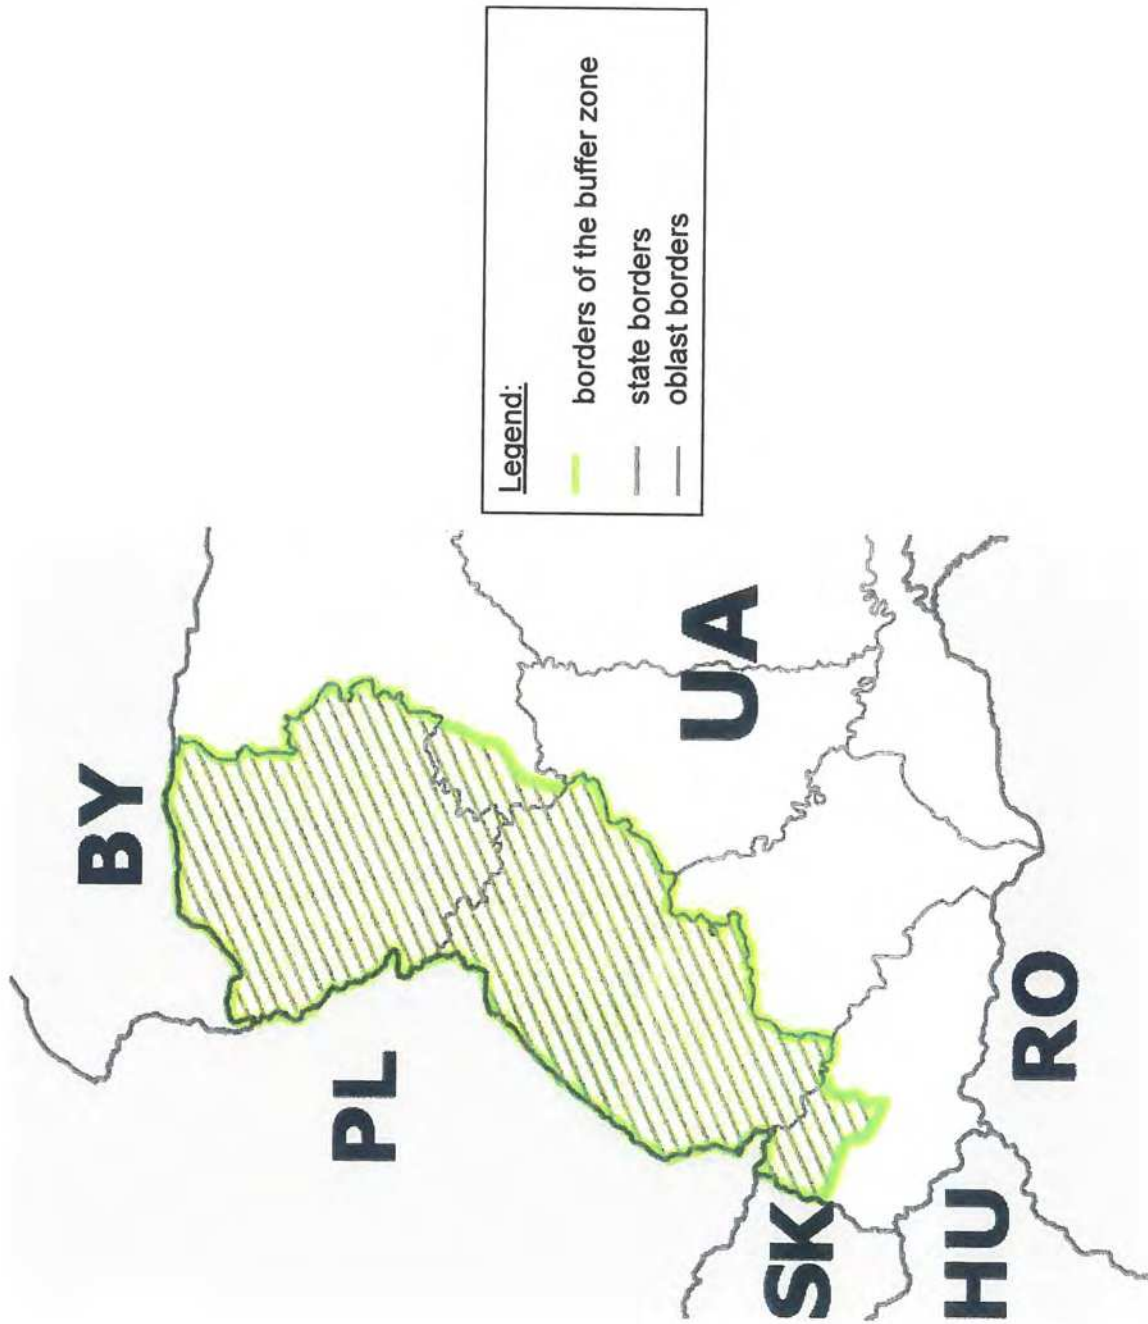 BY
PL
UA
SK
HU
RO
Legend:
borders of the buffer zone
state borders
oblast borders